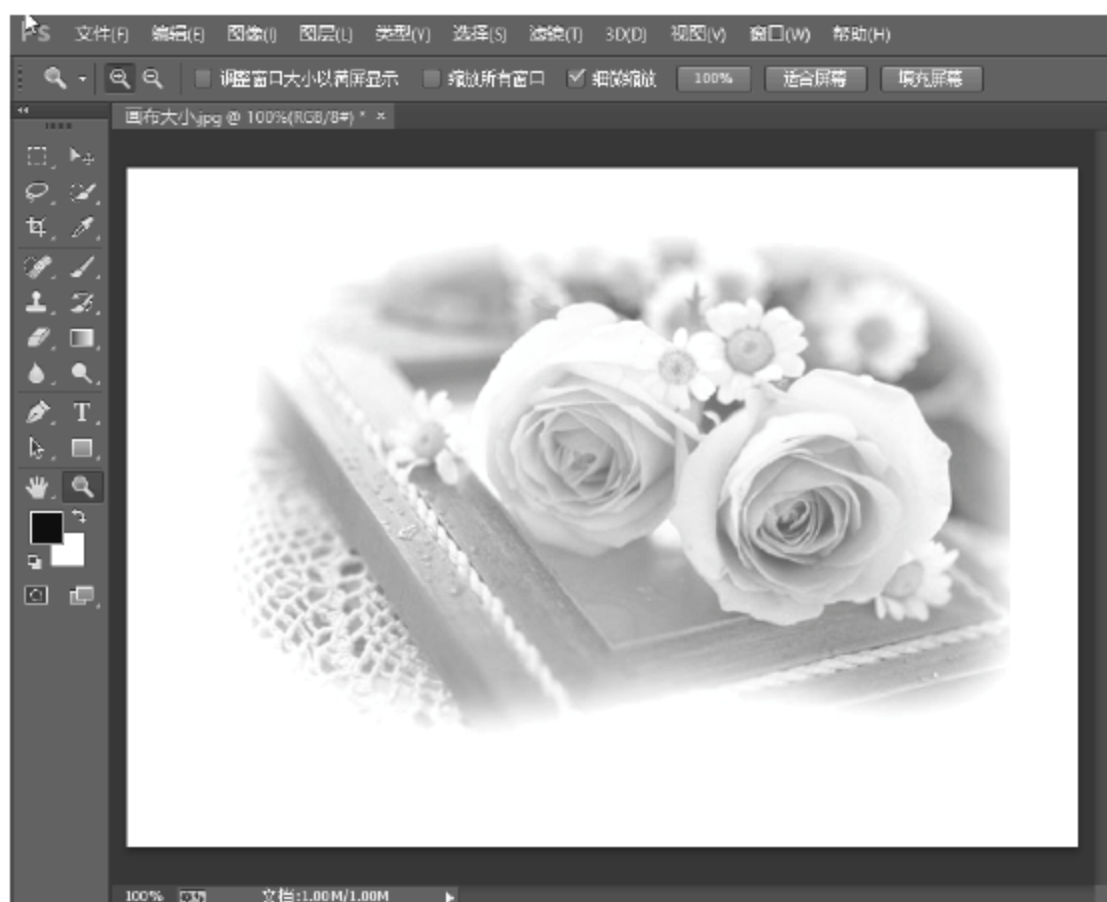 PS 文件(F) 编辑(E) 图像(I) 图层(L) 类型(Y) 选择(S) 滤镜(T) 3D(D) 视图(V) 窗口(W) 帮助(H)
调整窗口大小以满屏显示 缩放所有窗口 细微缩放 100% 适合屏幕 填充屏幕
画布大小.jpg @ 100%(RGB/8#) * ×
T
100% 文档:1.00M/1.00M